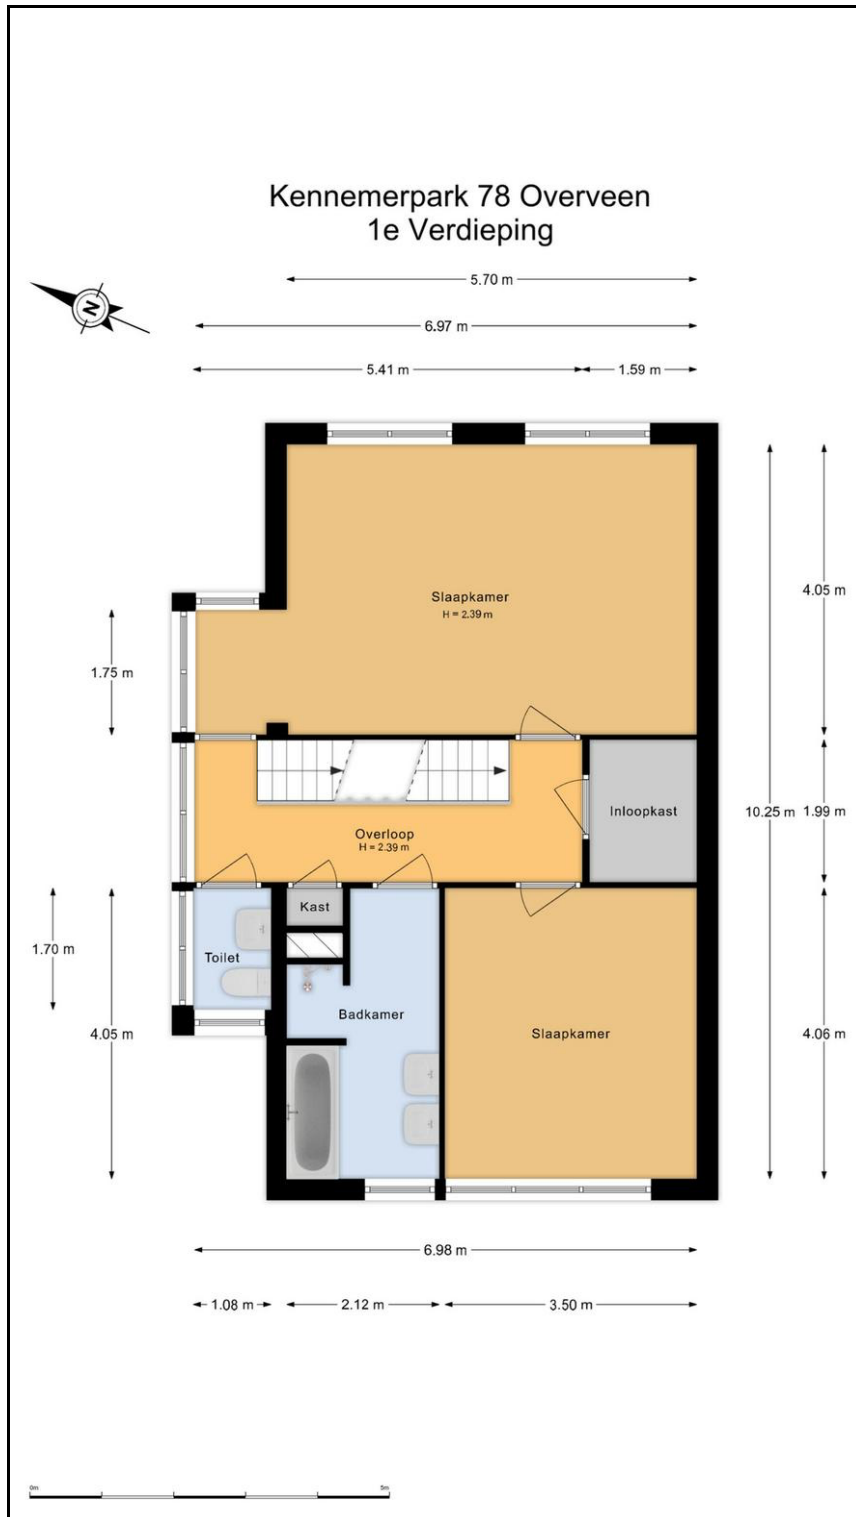 Kennemerpark 78 Overveen
1e Verdieping
5.70 m
N
6.97 m
5.41 m
1.59 m
Slaapkamer
H = 2.39 m
4.05 m
1.75 m
Inloopkast
10.25 m
1.99 m
Overloop
H = 2.39 m
Kast
1.70 m
Toilet
Badkamer
4.05 m
Slaapkamer
4.06 m
6.98 m
1.08 m
2.12 m
3.50 m
0m
5m